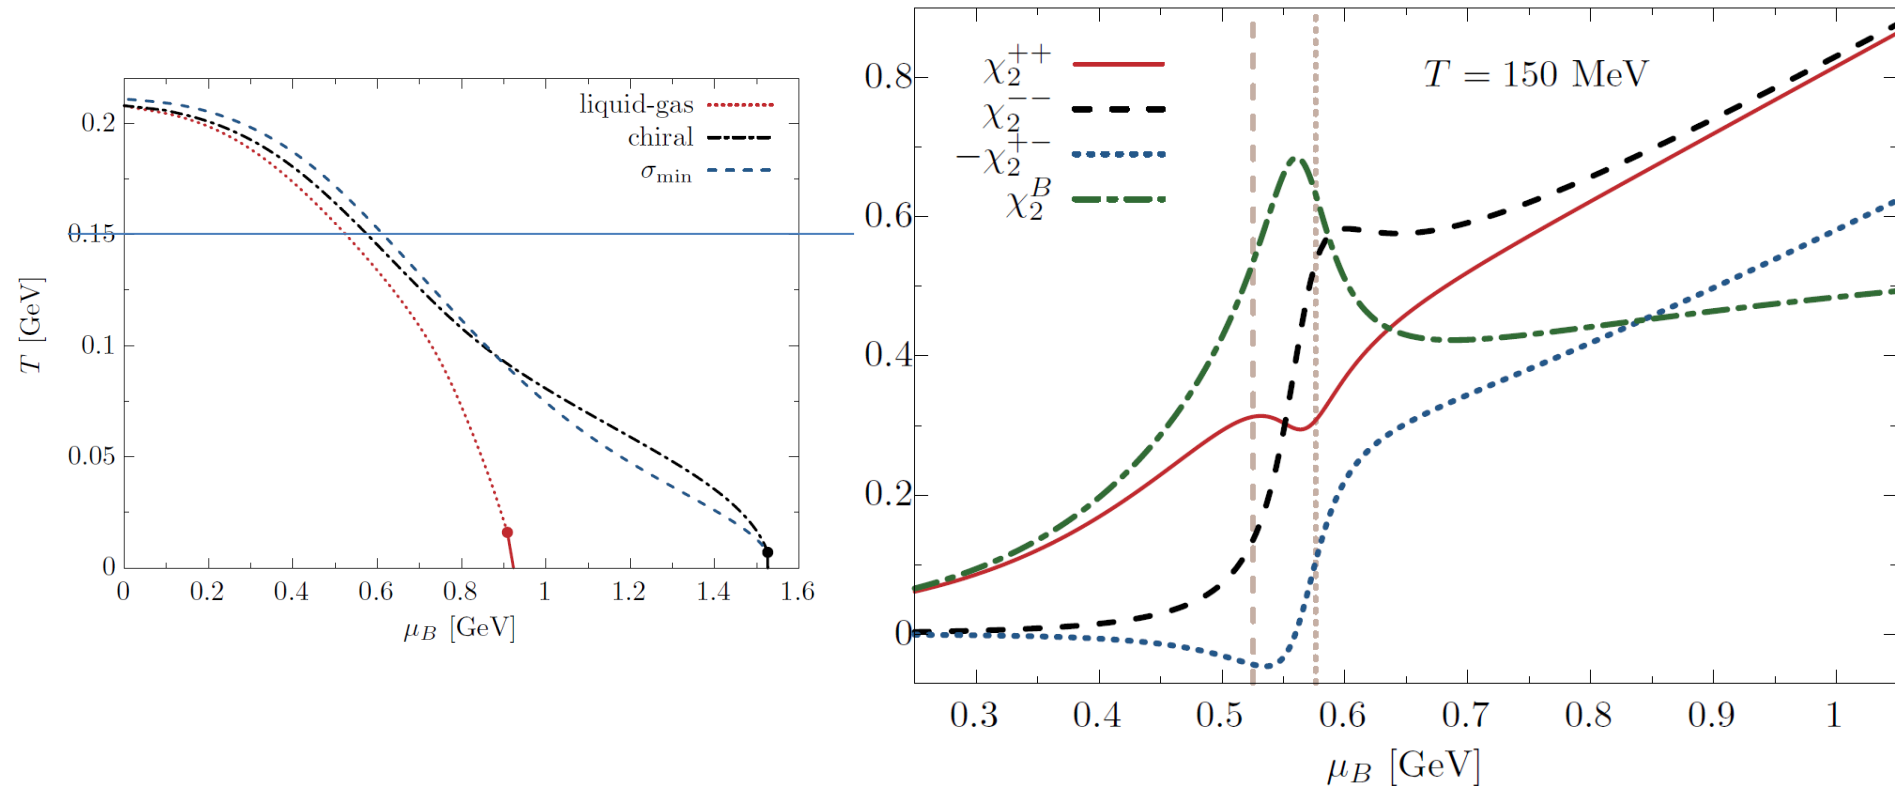 liquid-gas
chiral
σ_min
0.2
0.15
0.1
0.05
0
T [GeV]
0 0.2 0.4 0.6 0.8 1 1.2 1.4 1.6
μ_B [GeV]
χ_2^{++}
χ_2^{--}
−χ_2^{+-}
χ_2^B
T = 150 MeV
0.8
0.6
0.4
0.2
0
0.3 0.4 0.5 0.6 0.7 0.8 0.9 1
μ_B [GeV]